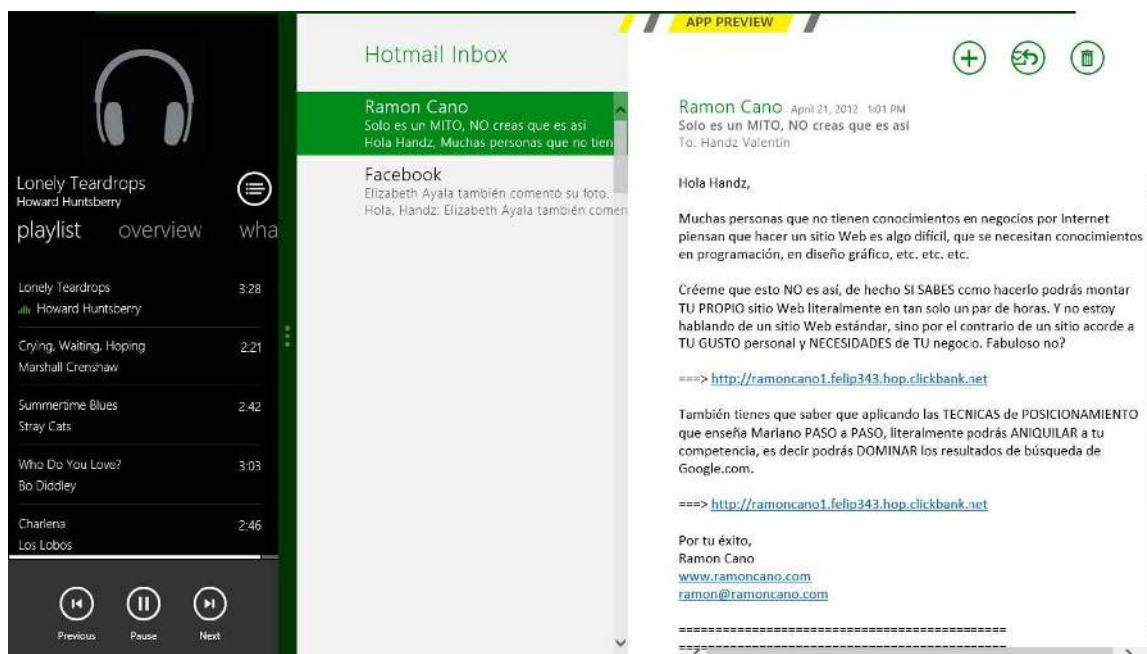 APP PREVIEW
Lonely Teardrops
Howard Huntsberry
playlist overview wha
Lonely Teardrops 3:28
Howard Huntsberry
Crying, Waiting, Hoping 2:21
Marshall Crenshaw
Summertime Blues 2:42
Stray Cats
Who Do You Love? 3:03
Bo Diddley
Charlena 2:46
Los Lobos
Previous Pause Next
Hotmail Inbox
Ramon Cano
Solo es un MITO, NO creas que es asi
Hola Handz, Muchas personas que no tien
Facebook
Elizabeth Ayala también comentó su foto.
Hola, Handz: Elizabeth Ayala también comen
Ramon Cano April 21, 2012 1:01 PM
Solo es un MITO, NO creas que es asi
To: Handz Valentin
Hola Handz,
Muchas personas que no tienen conocimientos en negocios por Internet
piensan que hacer un sitio Web es algo difícil, que se necesitan conocimientos
en programación, en diseño gráfico, etc. etc. etc.
Créeme que esto NO es así, de hecho SI SABES como hacerlo podrás montar
TU PROPIO sitio Web literalmente en tan solo un par de horas. Y no estoy
hablando de un sitio Web estándar, sino por el contrario de un sitio acorde a
TU GUSTO personal y NECESIDADES de TU negocio. Fabuloso no?
===> http://ramoncano1.felip343.hop.clickbank.net
También tienes que saber que aplicando las TECNICAS de POSICIONAMIENTO
que enseña Mariano PASO a PASO, literalmente podrás ANIQUILAR a tu
competencia, es decir podrás DOMINAR los resultados de búsqueda de
Google.com.
===> http://ramoncano1.felip343.hop.clickbank.net
Por tu éxito,
Ramon Cano
www.ramoncano.com
ramon@ramoncano.com
=============================================
=============================================